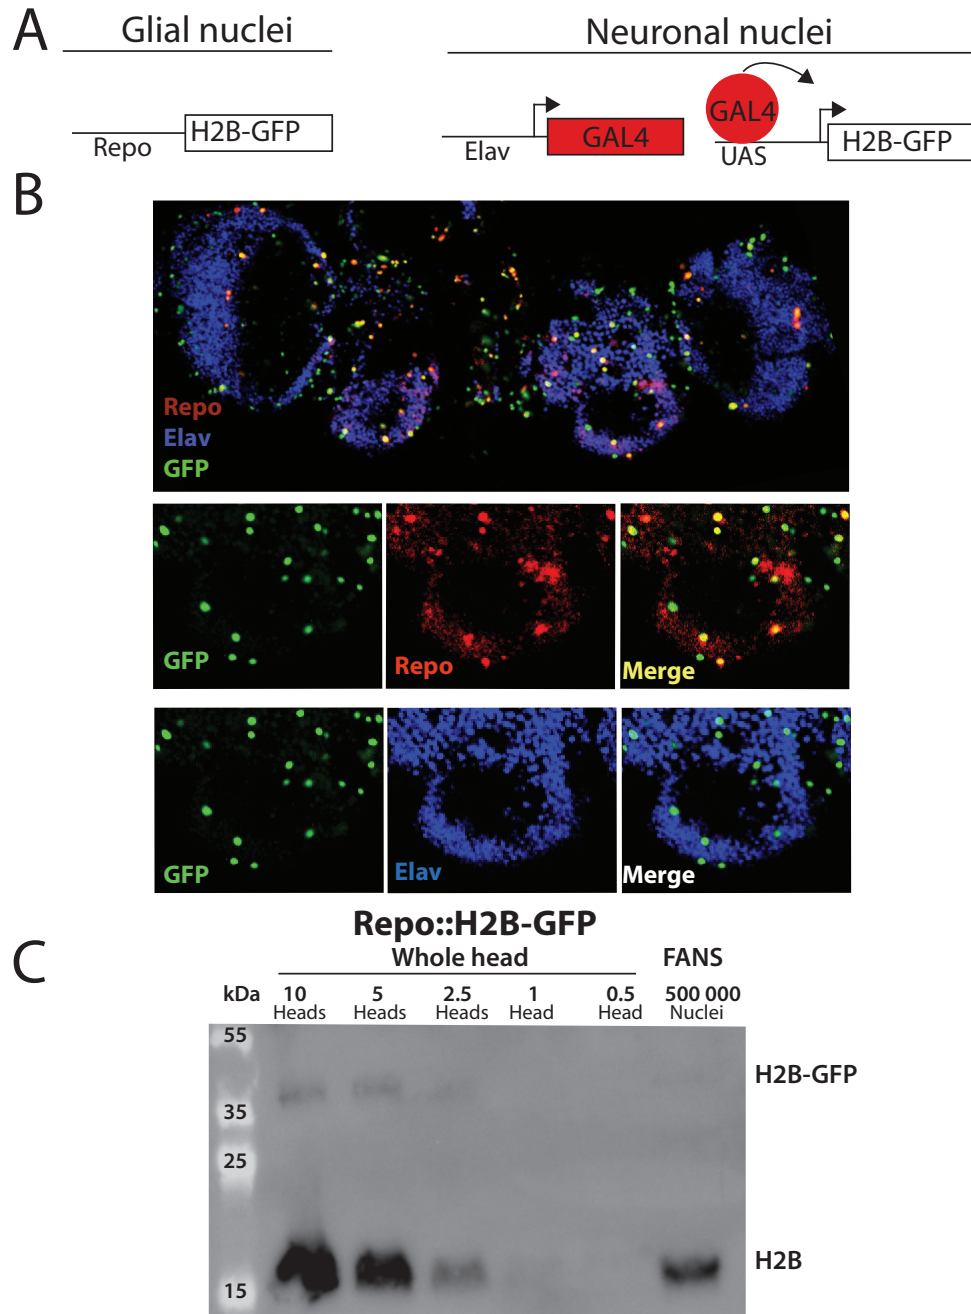 A
Glial nuclei
Neuronal nuclei
Repo
H2B-GFP
Elav
GAL4
GAL4
UAS
H2B-GFP
B
Repo
Elav
GFP
GFP
Repo
Merge
GFP
Elav
Merge
C
Repo::H2B-GFP
Whole head
FANS
kDa
10
Heads
5
Heads
2.5
Heads
1
Head
0.5
Head
500 000
Nuclei
55
35
25
15
H2B-GFP
H2B